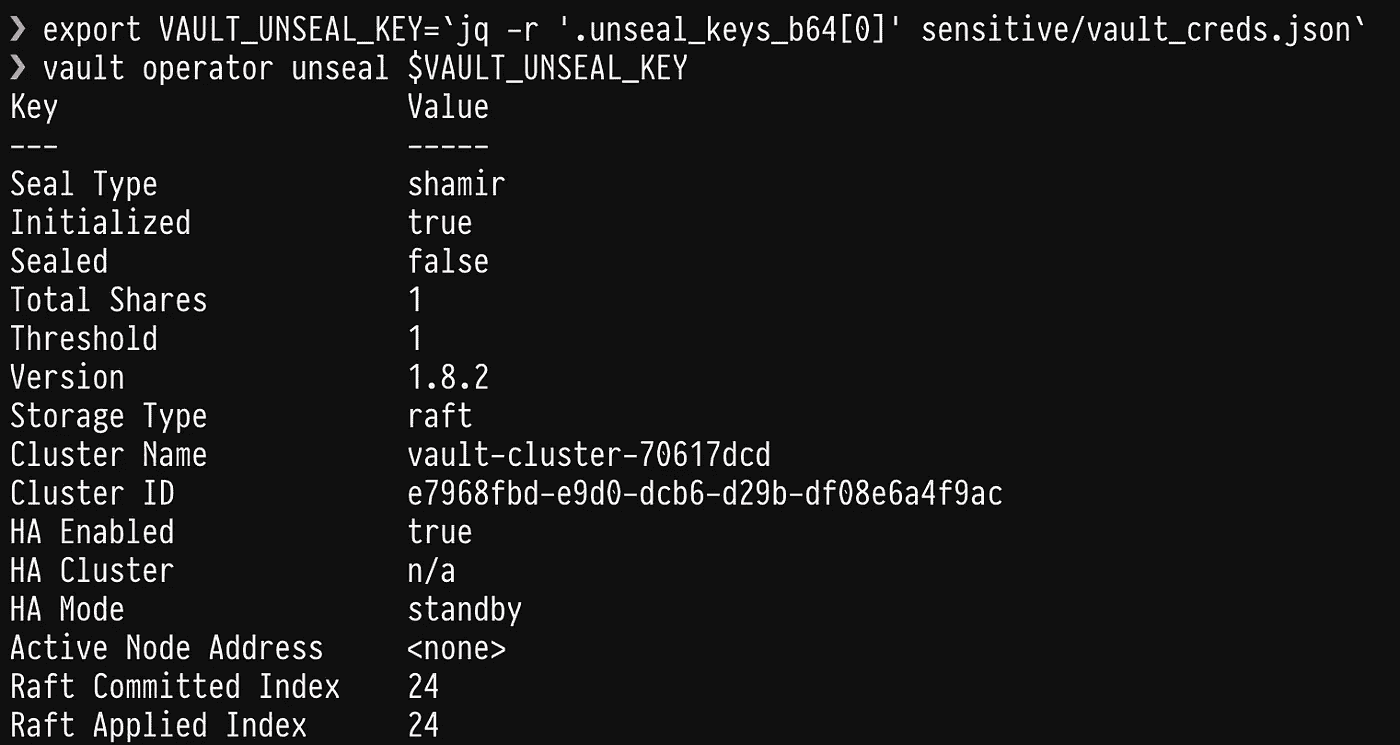 ❯ export VAULT_UNSEAL_KEY=`jq -r '.unseal_keys_b64[0]' sensitive/vault_creds.json`
❯ vault operator unseal $VAULT_UNSEAL_KEY
Key                     Value
---                     -----
Seal Type               shamir
Initialized             true
Sealed                  false
Total Shares            1
Threshold               1
Version                 1.8.2
Storage Type            raft
Cluster Name            vault-cluster-70617dcd
Cluster ID              e7968fbd-e9d0-dcb6-d29b-df08e6a4f9ac
HA Enabled              true
HA Cluster              n/a
HA Mode                 standby
Active Node Address     <none>
Raft Committed Index    24
Raft Applied Index      24